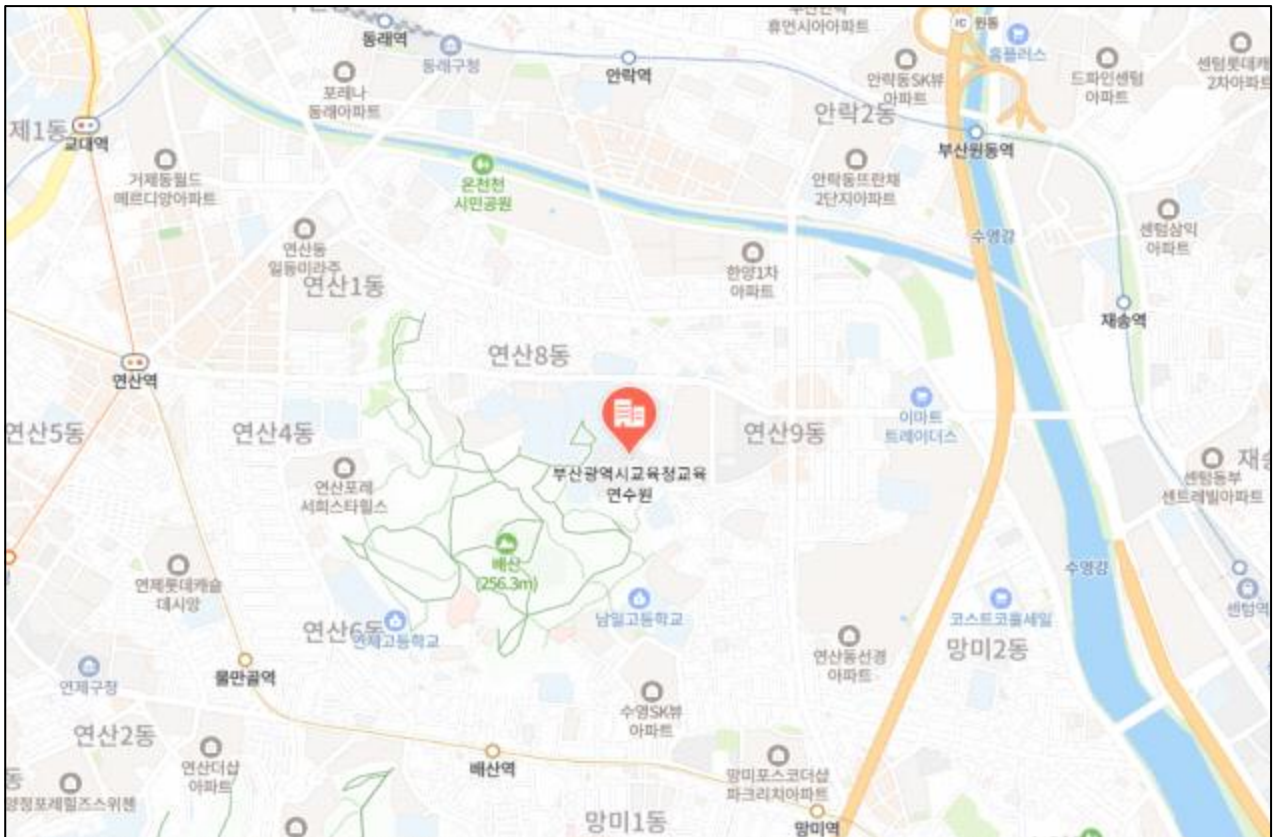 동래역
동래구청
안락역
휴먼시아아파트
IC 원동
홈플러스
포레나
동래아파트
안락동SK뷰
아파트
드파인센텀
아파트
센텀롯데캐
2차아파트
안락2동
제1동
교대역
부산원동역
거제동월드
메르디앙아파트
온천천
시민공원
안락동뜨란채
2단지아파트
연산동
일동미라주
연산1동
한양1차
아파트
수영강
센텀삼익
아파트
재송역
연산8동
연산역
연산5동
연산4동
연산9동
이마트
트레이더스
부산광역시교육청교육
연수원
연산포레
서희스타힐스
센텀동부
센트레빌아파트
배산
(256.3m)
수영강
연제롯데캐슬
데시앙
연산6동
연제고등학교
남일고등학교
코스트코홀세일
센텀역
연산동선경
아파트
망미2동
물만골역
연제구청
수영SK뷰
아파트
연산2동
연산더샵
아파트
배산역
망미포스코더샵
파크리치아파트
양정포레힐즈스위첸
망미1동
망미역